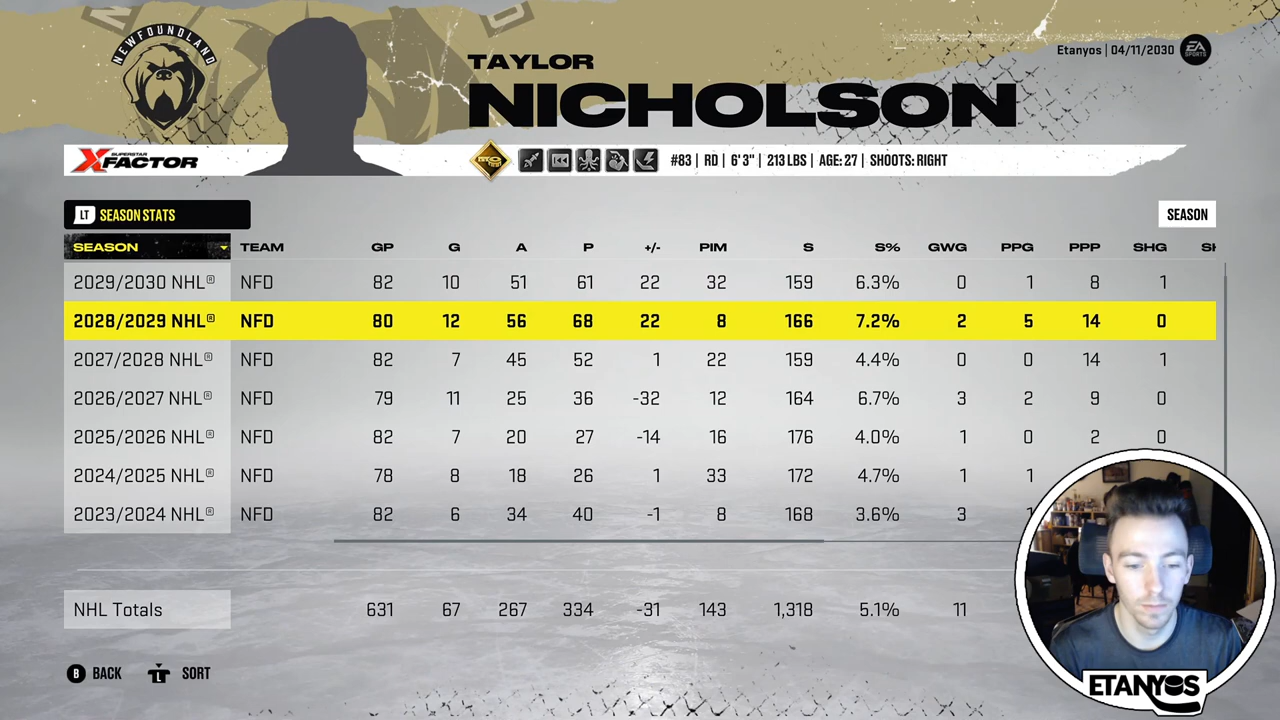 NEWFOUNDLAND
Etanyos | 04/11/2030
EA SPORTS
TAYLOR
NICHOLSON
SUPERSTAR
X FACTOR
#83 | RD | 6' 3" | 213 LBS | AGE: 27 | SHOOTS: RIGHT
LT SEASON STATS
SEASON
SEASON TEAM GP G A P +/- PIM S S% GWG PPG PPP SHG
2029/2030 NHL® NFD 82 10 51 61 22 32 159 6.3% 0 1 8 1
2028/2029 NHL® NFD 80 12 56 68 22 8 166 7.2% 2 5 14 0
2027/2028 NHL® NFD 82 7 45 52 1 22 159 4.4% 0 0 14 1
2026/2027 NHL® NFD 79 11 25 36 -32 12 164 6.7% 3 2 9 0
2025/2026 NHL® NFD 82 7 20 27 -14 16 176 4.0% 1 0 2 0
2024/2025 NHL® NFD 78 8 18 26 1 33 172 4.7% 1 1
2023/2024 NHL® NFD 82 6 34 40 -1 8 168 3.6% 3
NHL Totals 631 67 267 334 -31 143 1,318 5.1% 11
B BACK L SORT
ETANYOS